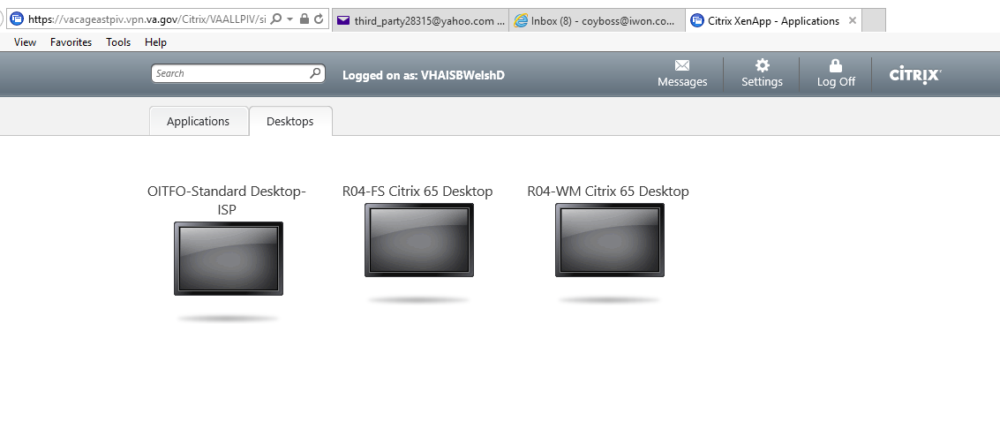 https://vacageastpiv.vpn.va.gov/Citrix/VAALLPIV/si
third_party28315@yahoo.com ...
Inbox (8) - coyboss@iwon.co...
Citrix XenApp - Applications
View Favorites Tools Help
Search
Logged on as: VHAISBWelshD
Messages
Settings
Log Off
CITRIX
Applications
Desktops
OITFO-Standard Desktop-
ISP
R04-FS Citrix 65 Desktop
R04-WM Citrix 65 Desktop